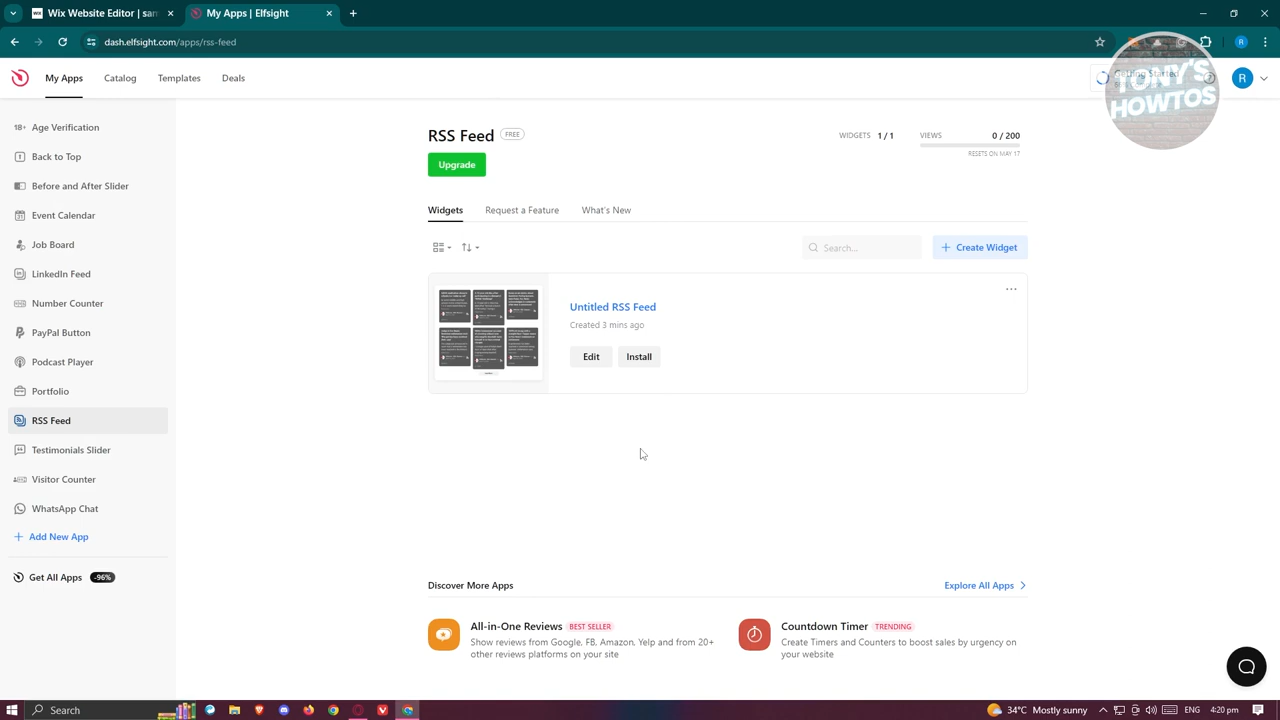 Wix Website Editor | sam
My Apps | Elfsight
dash.elfsight.com/apps/rss-feed
R
My Apps
Catalog
Templates
Deals
Getting Started
TONY'S
HOWTOS
R
18+ Age Verification
Back to Top
Before and After Slider
Event Calendar
Job Board
LinkedIn Feed
Number Counter
PayPal Button
Podcast Player
Portfolio
RSS Feed
Testimonials Slider
Visitor Counter
WhatsApp Chat
+ Add New App
Get All Apps -96%
RSS Feed FREE
WIDGETS 1 / 1
VIEWS 0 / 200
RESETS ON MAY 17
Upgrade
Widgets
Request a Feature
What's New
Search...
+ Create Widget
Untitled RSS Feed
Created 3 mins ago
Edit
Install
Discover More Apps
Explore All Apps
All-in-One Reviews BEST SELLER
Show reviews from Google, FB, Amazon, Yelp and from 20+
other reviews platforms on your site
Countdown Timer TRENDING
Create Timers and Counters to boost sales by urgency on
your website
Search
34°C Mostly sunny
ENG
4:20 pm